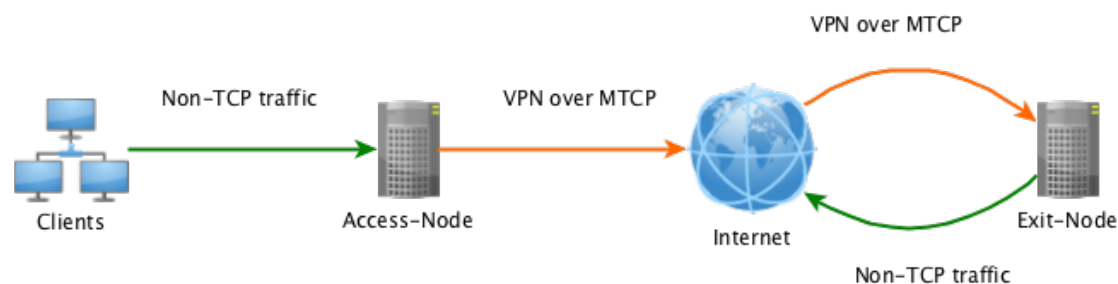 VPN over MTCP
Non-TCP traffic
VPN over MTCP
Clients
Access-Node
Internet
Exit-Node
Non-TCP traffic